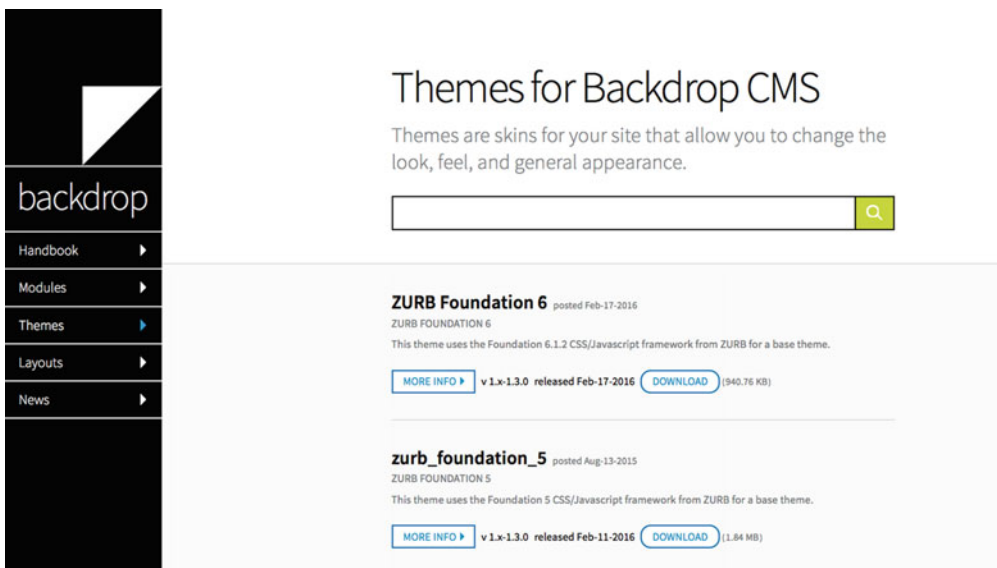 backdrop
Handbook
Modules
Themes
Layouts
News
Themes for Backdrop CMS
Themes are skins for your site that allow you to change the
look, feel, and general appearance.
ZURB Foundation 6 posted Feb-17-2016
ZURB FOUNDATION 6
This theme uses the Foundation 6.1.2 CSS/Javascript framework from ZURB for a base theme.
MORE INFO v 1.x-1.3.0 released Feb-17-2016 DOWNLOAD (940.76 KB)
zurb_foundation_5 posted Aug-13-2015
ZURB FOUNDATION 5
This theme uses the Foundation 5 CSS/Javascript framework from ZURB for a base theme.
MORE INFO v 1.x-1.3.0 released Feb-11-2016 DOWNLOAD (1.84 MB)